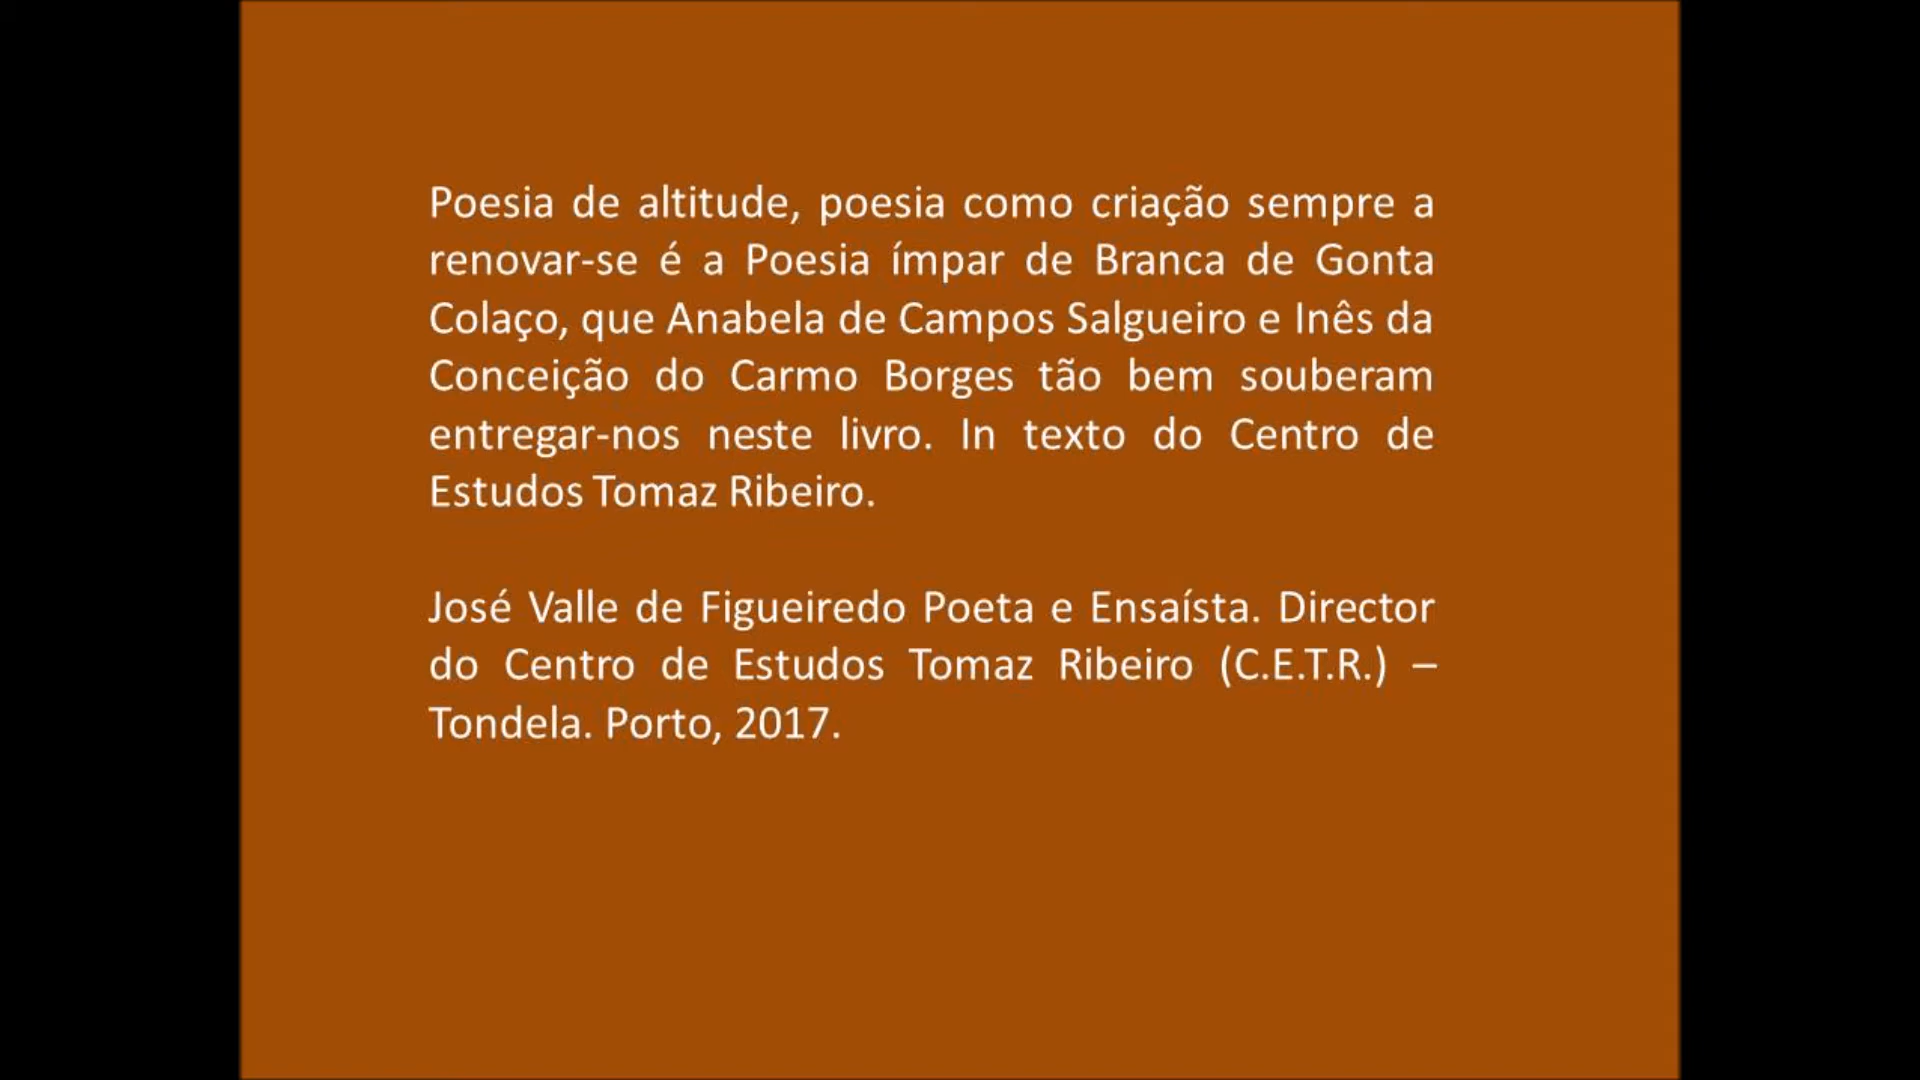 Poesia de altitude, poesia como criação sempre a
renovar-se é a Poesia ímpar de Branca de Gonta
Colaço, que Anabela de Campos Salgueiro e Inês da
Conceição do Carmo Borges tão bem souberam
entregar-nos neste livro. In texto do Centro de
Estudos Tomaz Ribeiro.
José Valle de Figueiredo Poeta e Ensaísta. Director
do Centro de Estudos Tomaz Ribeiro (C.E.T.R.) –
Tondela. Porto, 2017.